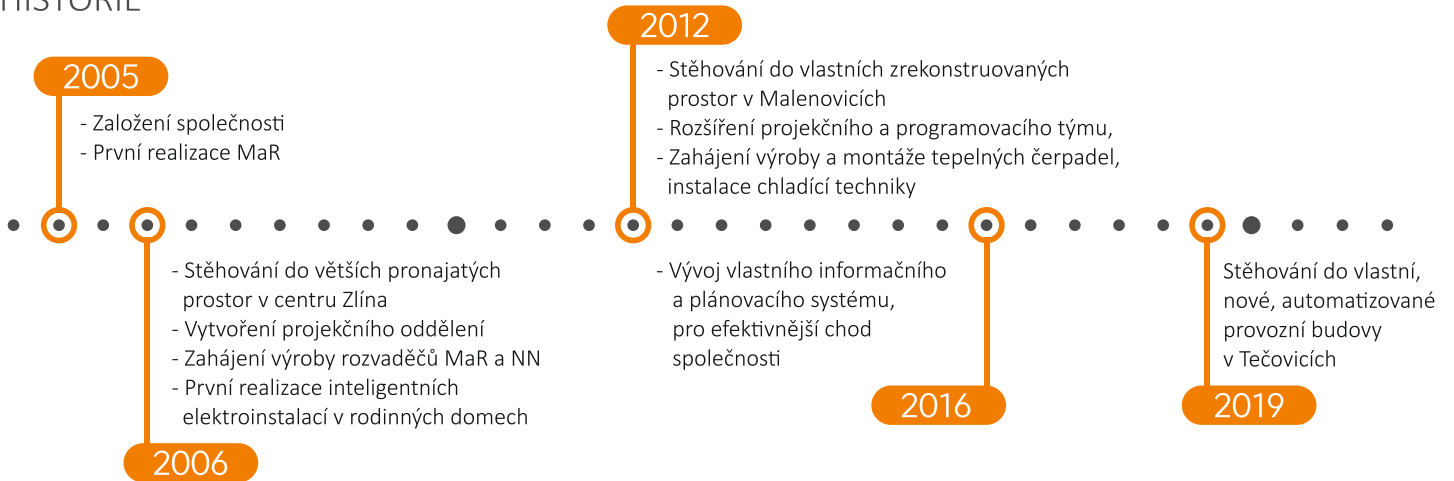 HISTORIE
2005
- Založení společnosti
- První realizace MaR
2006
- Stěhování do větších pronajatých
prostor v centru Zlína
- Vytvoření projekčního oddělení
- Zahájení výroby rozvaděčů MaR a NN
- První realizace inteligentních
elektroinstalací v rodinných domech
2012
- Stěhování do vlastních zrekonstruovaných
prostor v Malenovicích
- Rozšíření projekčního a programovacího týmu,
- Zahájení výroby a montáže tepelných čerpadel,
instalace chladící techniky
2016
- Vývoj vlastního informačního
a plánovacího systému,
pro efektivnější chod
společnosti
2019
Stěhování do vlastní,
nové, automatizované
provozní budovy
v Tečovicích